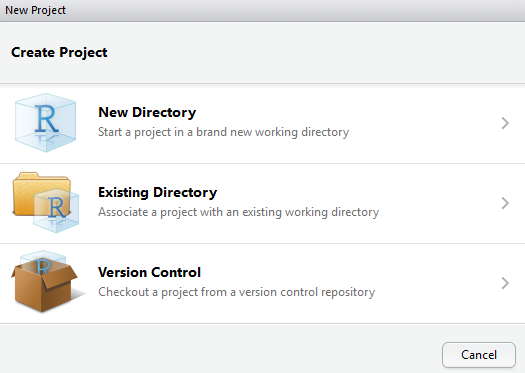 New Project
Create Project
R
New Directory
Start a project in a brand new working directory
R
Existing Directory
Associate a project with an existing working directory
R
Version Control
Checkout a project from a version control repository
Cancel